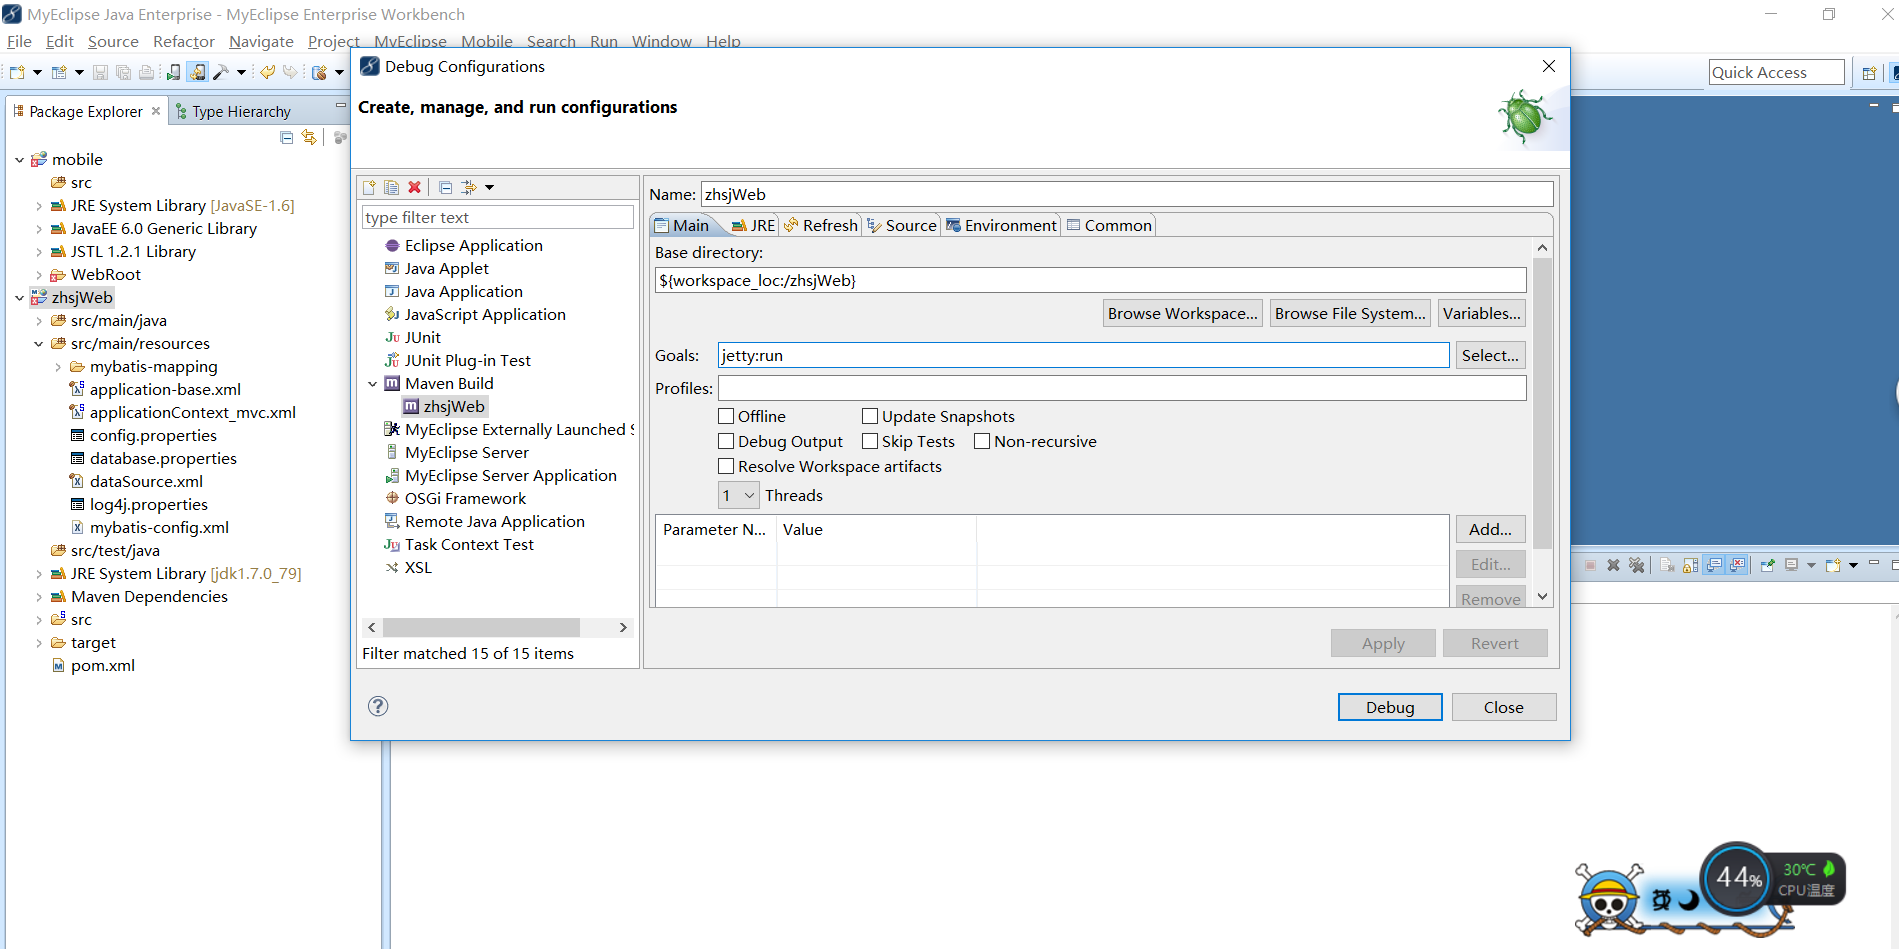 MyEclipse Java Enterprise - MyEclipse Enterprise Workbench
File Edit Source Refactor Navigate Project MyEclipse Mobile Search Run Window Help
Quick Access
Package Explorer
Type Hierarchy
mobile
src
JRE System Library [JavaSE-1.6]
JavaEE 6.0 Generic Library
JSTL 1.2.1 Library
WebRoot
zhsjWeb
src/main/java
src/main/resources
mybatis-mapping
application-base.xml
applicationContext_mvc.xml
config.properties
database.properties
dataSource.xml
log4j.properties
mybatis-config.xml
src/test/java
JRE System Library [jdk1.7.0_79]
Maven Dependencies
src
target
pom.xml
Debug Configurations
Create, manage, and run configurations
type filter text
Eclipse Application
Java Applet
Java Application
JavaScript Application
JUnit
JUnit Plug-in Test
Maven Build
zhsjWeb
MyEclipse Externally Launched S
MyEclipse Server
MyEclipse Server Application
OSGi Framework
Remote Java Application
Task Context Test
XSL
Filter matched 15 of 15 items
Name: zhsjWeb
Main JRE Refresh Source Environment Common
Base directory:
${workspace_loc:/zhsjWeb}
Browse Workspace... Browse File System... Variables...
Goals: jetty:run Select...
Profiles:
Offline Update Snapshots
Debug Output Skip Tests Non-recursive
Resolve Workspace artifacts
1 Threads
Parameter N... Value Add...
Edit...
Remove
Apply Revert
Debug Close
44%
30℃
CPU温度
英